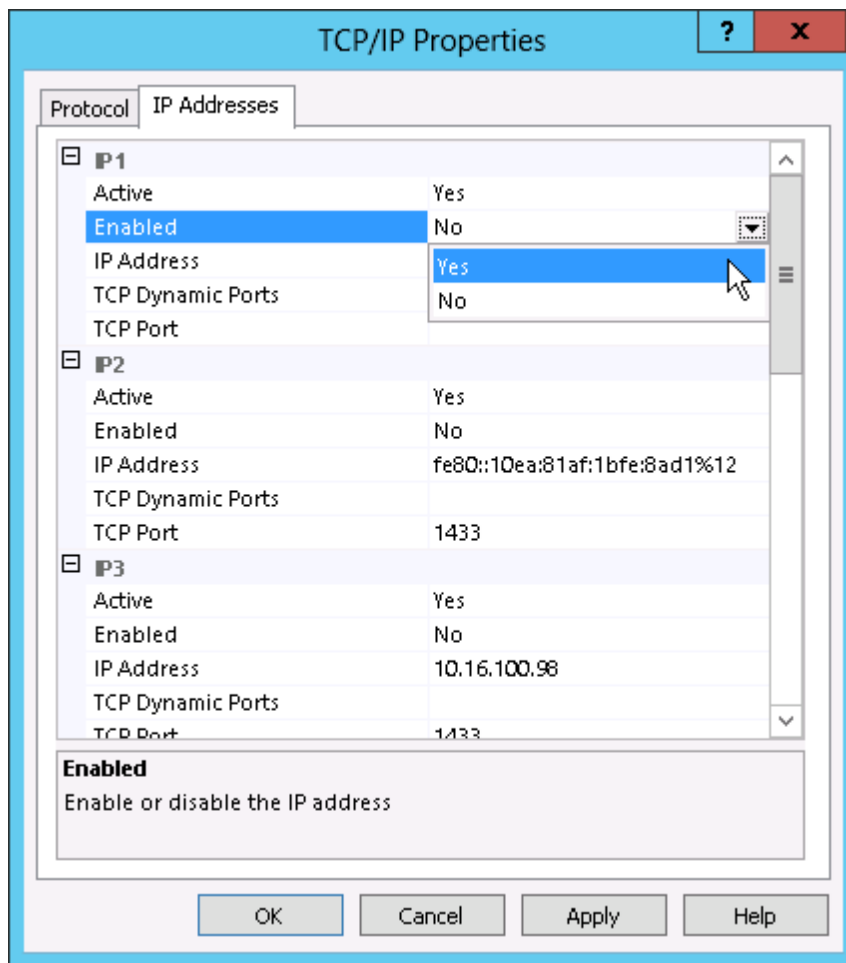 TCP/IP Properties
?
x
Protocol
IP Addresses
IP1
Active Yes
Enabled No
IP Address
Yes
TCP Dynamic Ports
No
TCP Port
IP2
Active Yes
Enabled No
IP Address fe80::10ea:81af:1bfe:8ad1%12
TCP Dynamic Ports
TCP Port 1433
IP3
Active Yes
Enabled No
IP Address 10.16.100.98
TCP Dynamic Ports
TCP Port 1433
Enabled
Enable or disable the IP address
OK Cancel Apply Help